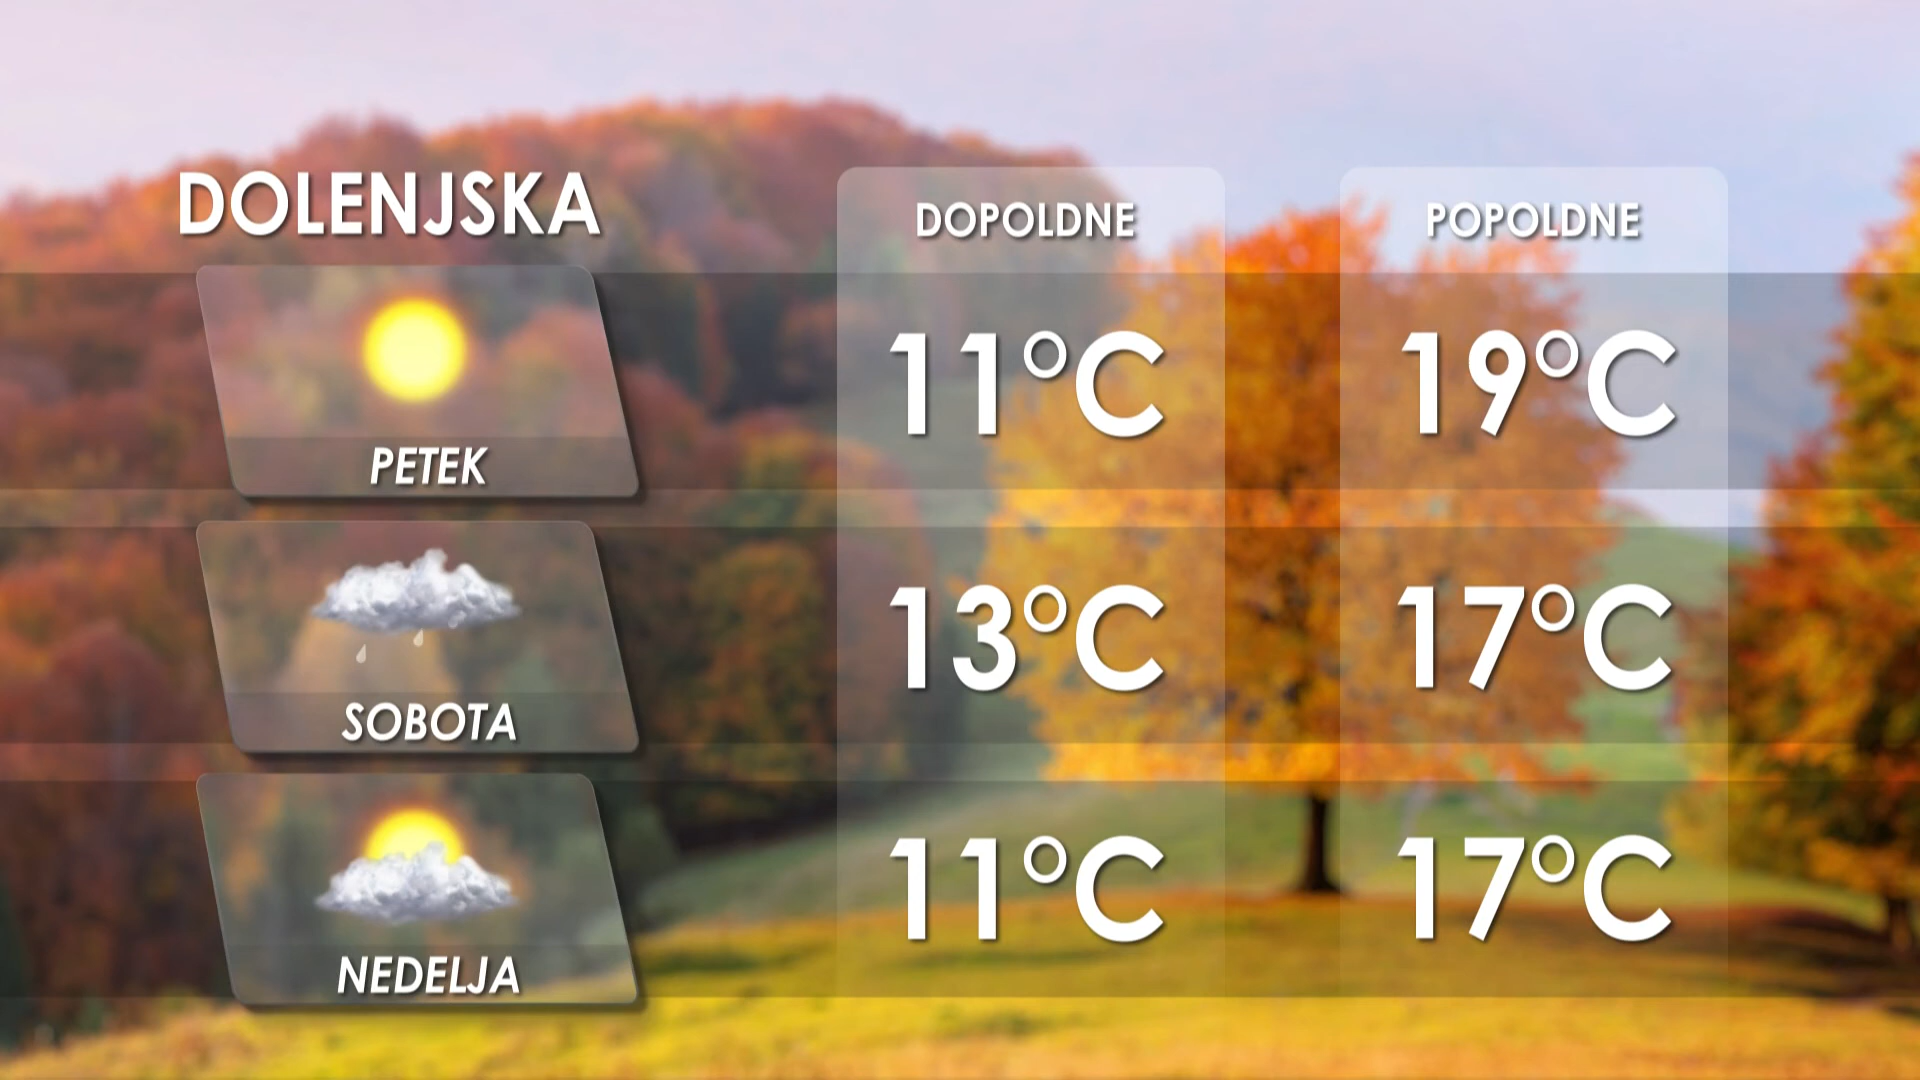 DOLENJSKA DOPOLDNE POPOLDNE
11°C 19°C
PETEK
13°C 17°C
SOBOTA
11°C 17°C
NEDELJA